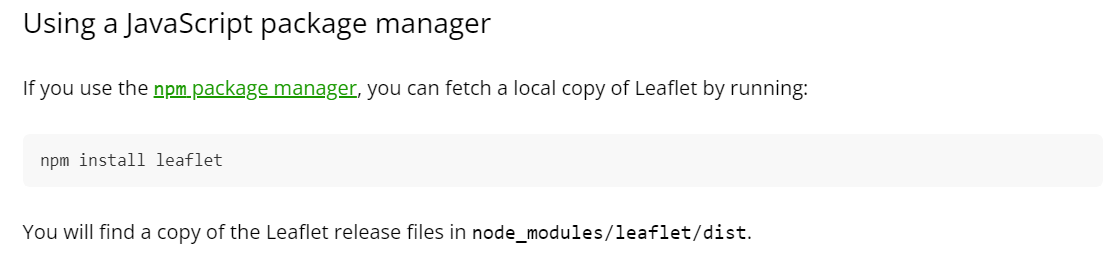 Using a JavaScript package manager
If you use the npm package manager, you can fetch a local copy of Leaflet by running:
npm install leaflet
You will find a copy of the Leaflet release files in node_modules/leaflet/dist.